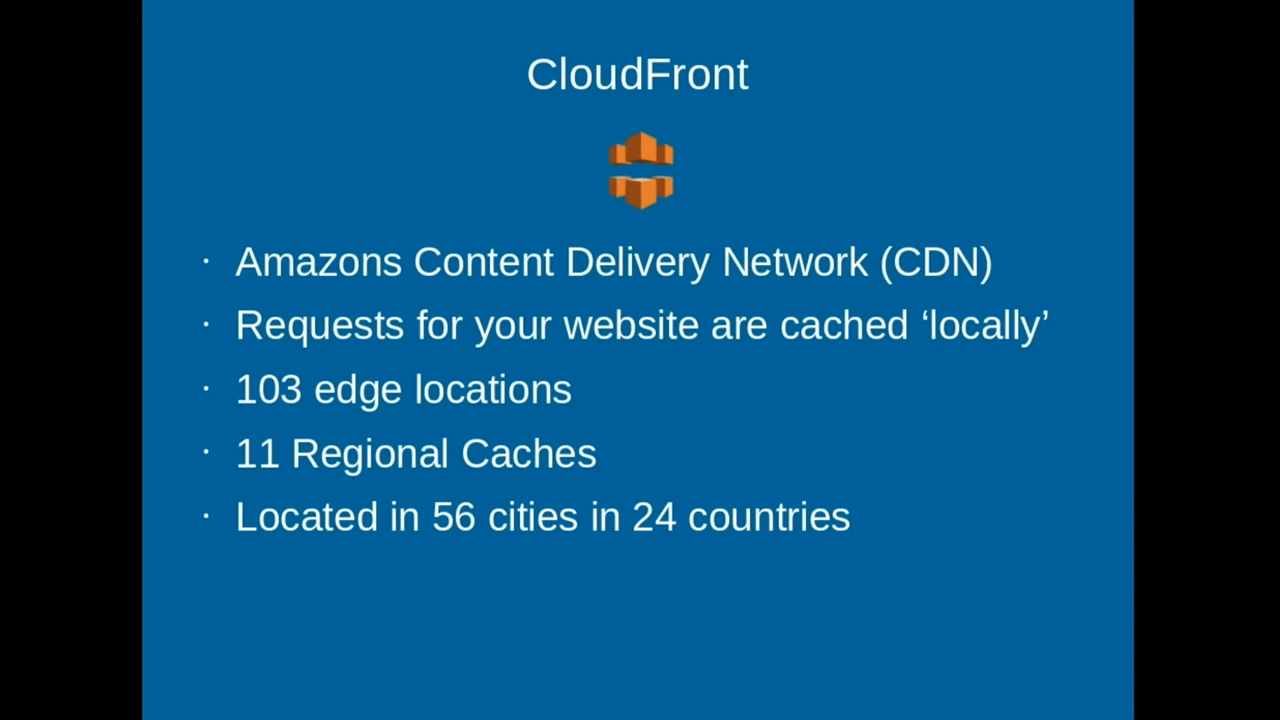 CloudFront
· Amazons Content Delivery Network (CDN)
· Requests for your website are cached ‘locally’
· 103 edge locations
· 11 Regional Caches
· Located in 56 cities in 24 countries